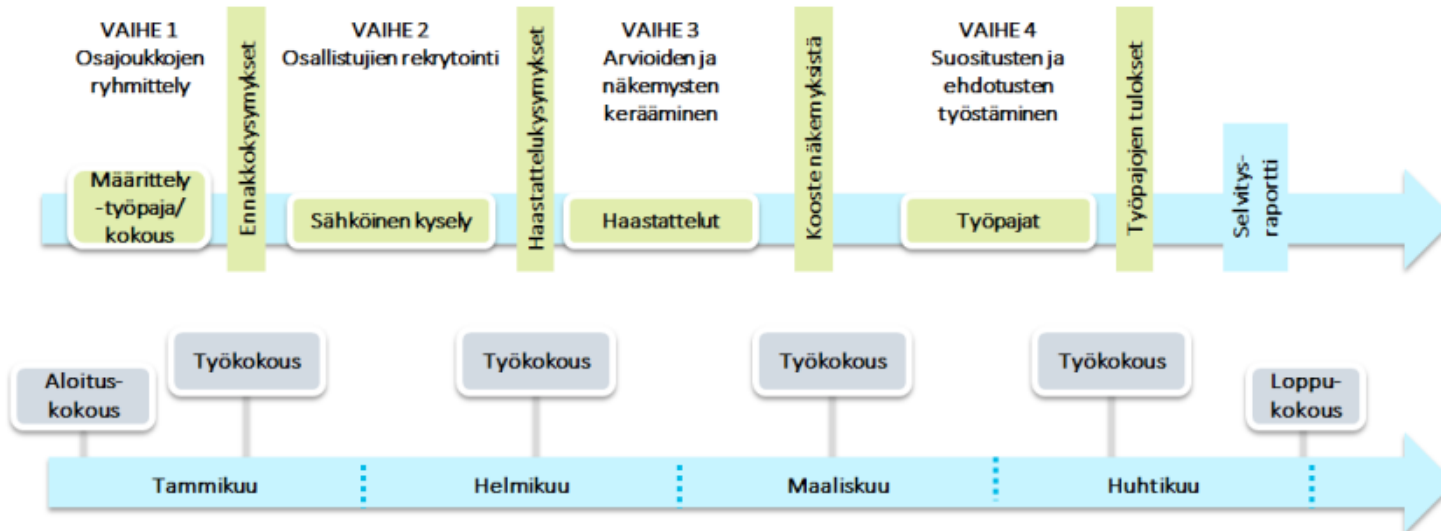 VAIHE 1
Osajoukkojen
ryhmittely
Määrittely
-työpaja/
kokous
Ennakkokysymykset
VAIHE 2
Osallistujien rekrytointi
Sähköinen kysely
Haastattelukysymykset
VAIHE 3
Arvioiden ja
näkemysten
kerääminen
Haastattelut
Kooste näkemyksistä
VAIHE 4
Suositusten ja
ehdotusten
työstäminen
Työpajat
Työpajojen tulokset
Selvitys-
raportti
Aloitus-
kokous
Työkokous
Työkokous
Työkokous
Työkokous
Loppu-
kokous
Tammikuu
Helmikuu
Maaliskuu
Huhtikuu